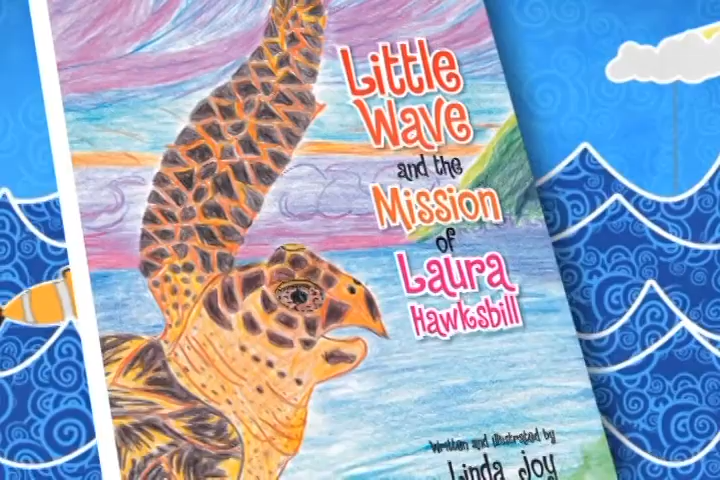 Little
Wave
and the
Mission
of
Laura
Hawksbill
Written and illustrated by
Linda Joy